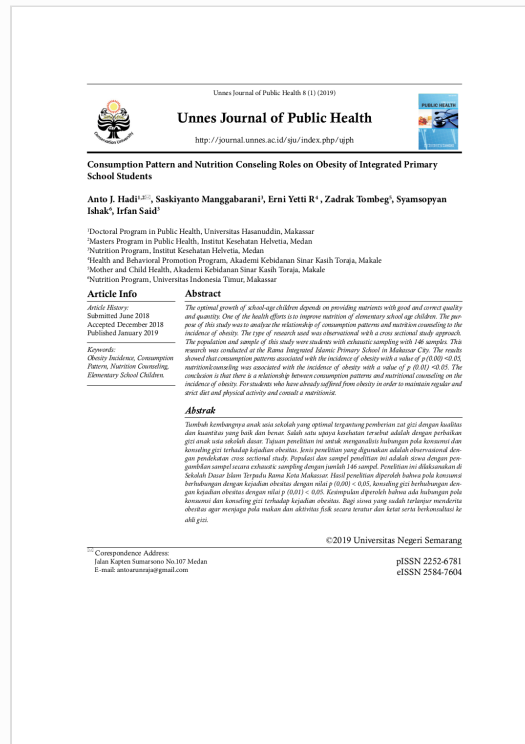 Unnes Journal of Public Health 8 (1) (2019)
PUBLIC HEALTH
Unnes Journal of Public Health
http://journal.unnes.ac.id/sju/index.php/ujph
Consumption Pattern and Nutrition Conseling Roles on Obesity of Integrated Primary
School Students
Anto J. Hadi1,2✉, Saskiyanto Manggabarani3, Erni Yetti R4 , Zadrak Tombeg5, Syamsopyan
Ishak6, Irfan Said3
1Doctoral Program in Public Health, Universitas Hasanuddin, Makassar
2Masters Program in Public Health, Institut Kesehatan Helvetia, Medan
3Nutrition Program, Institut Kesehatan Helvetia, Medan
4Health and Behavioral Promotion Program, Akademi Kebidanan Sinar Kasih Toraja, Makale
5Mother and Child Health, Akademi Kebidanan Sinar Kasih Toraja, Makale
6Nutrition Program, Universitas Indonesia Timur, Makassar
Article Info
Article History:
Submitted June 2018
Accepted December 2018
Published January 2019
Keywords:
Obesity Incidence, Consumption
Pattern, Nutrition Counseling,
Elementary School Children.
Abstract
The optimal growth of school-age children depends on providing nutrients with good and correct quality
and quantity. One of the health efforts is to improve nutrition of elementary school age children. The pur-
pose of this study was to analyze the relationship of consumption patterns and nutrition counseling to the
incidence of obesity. The type of research used was observational with a cross sectional study approach.
The population and sample of this study were students with exhaustic sampling with 146 samples. This
research was conducted at the Rama Integrated Islamic Primary School in Makassar City. The results
showed that consumption patterns associated with the incidence of obesity with a value of p (0.00) <0.05,
nutritionkounseling was associated with the incidence of obesity with a value of p (0.01) <0.05. The
conclusion is that there is a relationship between consumption patterns and nutritional counseling on the
incidence of obesity. For students who have already suffered from obesity in order to maintain regular and
strict diet and physical activity and consult a nutritionist.
Abstrak
Tumbuh kembangnya anak usia sekolah yang optimal tergantung pemberian zat gizi dengan kualitas
dan kuantitas yang baik dan benar. Salah satu upaya kesehatan tersebut adalah dengan perbaikan
gizi anak usia sekolah dasar. Tujuan penelitian ini untuk menganalisis hubungan pola konsumsi dan
konseling gizi terhadap kejadian obesitas. Jenis penelitian yang digunakan adalah observasional den-
gan pendekatan cross sectional study. Populasi dan sampel penelitian ini adalah siswa dengan pen-
gambilan sampel secara exhaustic sampling dengan jumlah 146 sampel. Penelitian ini dilaksanakan di
Sekolah Dasar Islam Terpadu Rama Kota Makassar. Hasil penelitian diperoleh bahwa pola konsumsi
berhubungan dengan kejadian obesitas dengan nilai p (0,00) < 0,05, konseling gizi berhubungan den-
gan kejadian obesitas dengan nilai p (0,01) < 0,05. Kesimpulan diperoleh bahwa ada hubungan pola
konsumsi dan konseling gizi terhadap kejadian obesitas. Bagi siswa yang sudah terlanjur menderita
obesitas agar menjaga pola makan dan aktivitas fisik secara teratur dan ketat serta berkonsultasi ke
ahli gizi.
©2019 Universitas Negeri Semarang
✉ Corespondence Address:
Jalan Kapten Sumarsono No.107 Medan
E-mail: antoarunraja@gmail.com
pISSN 2252-6781
eISSN 2584-7604